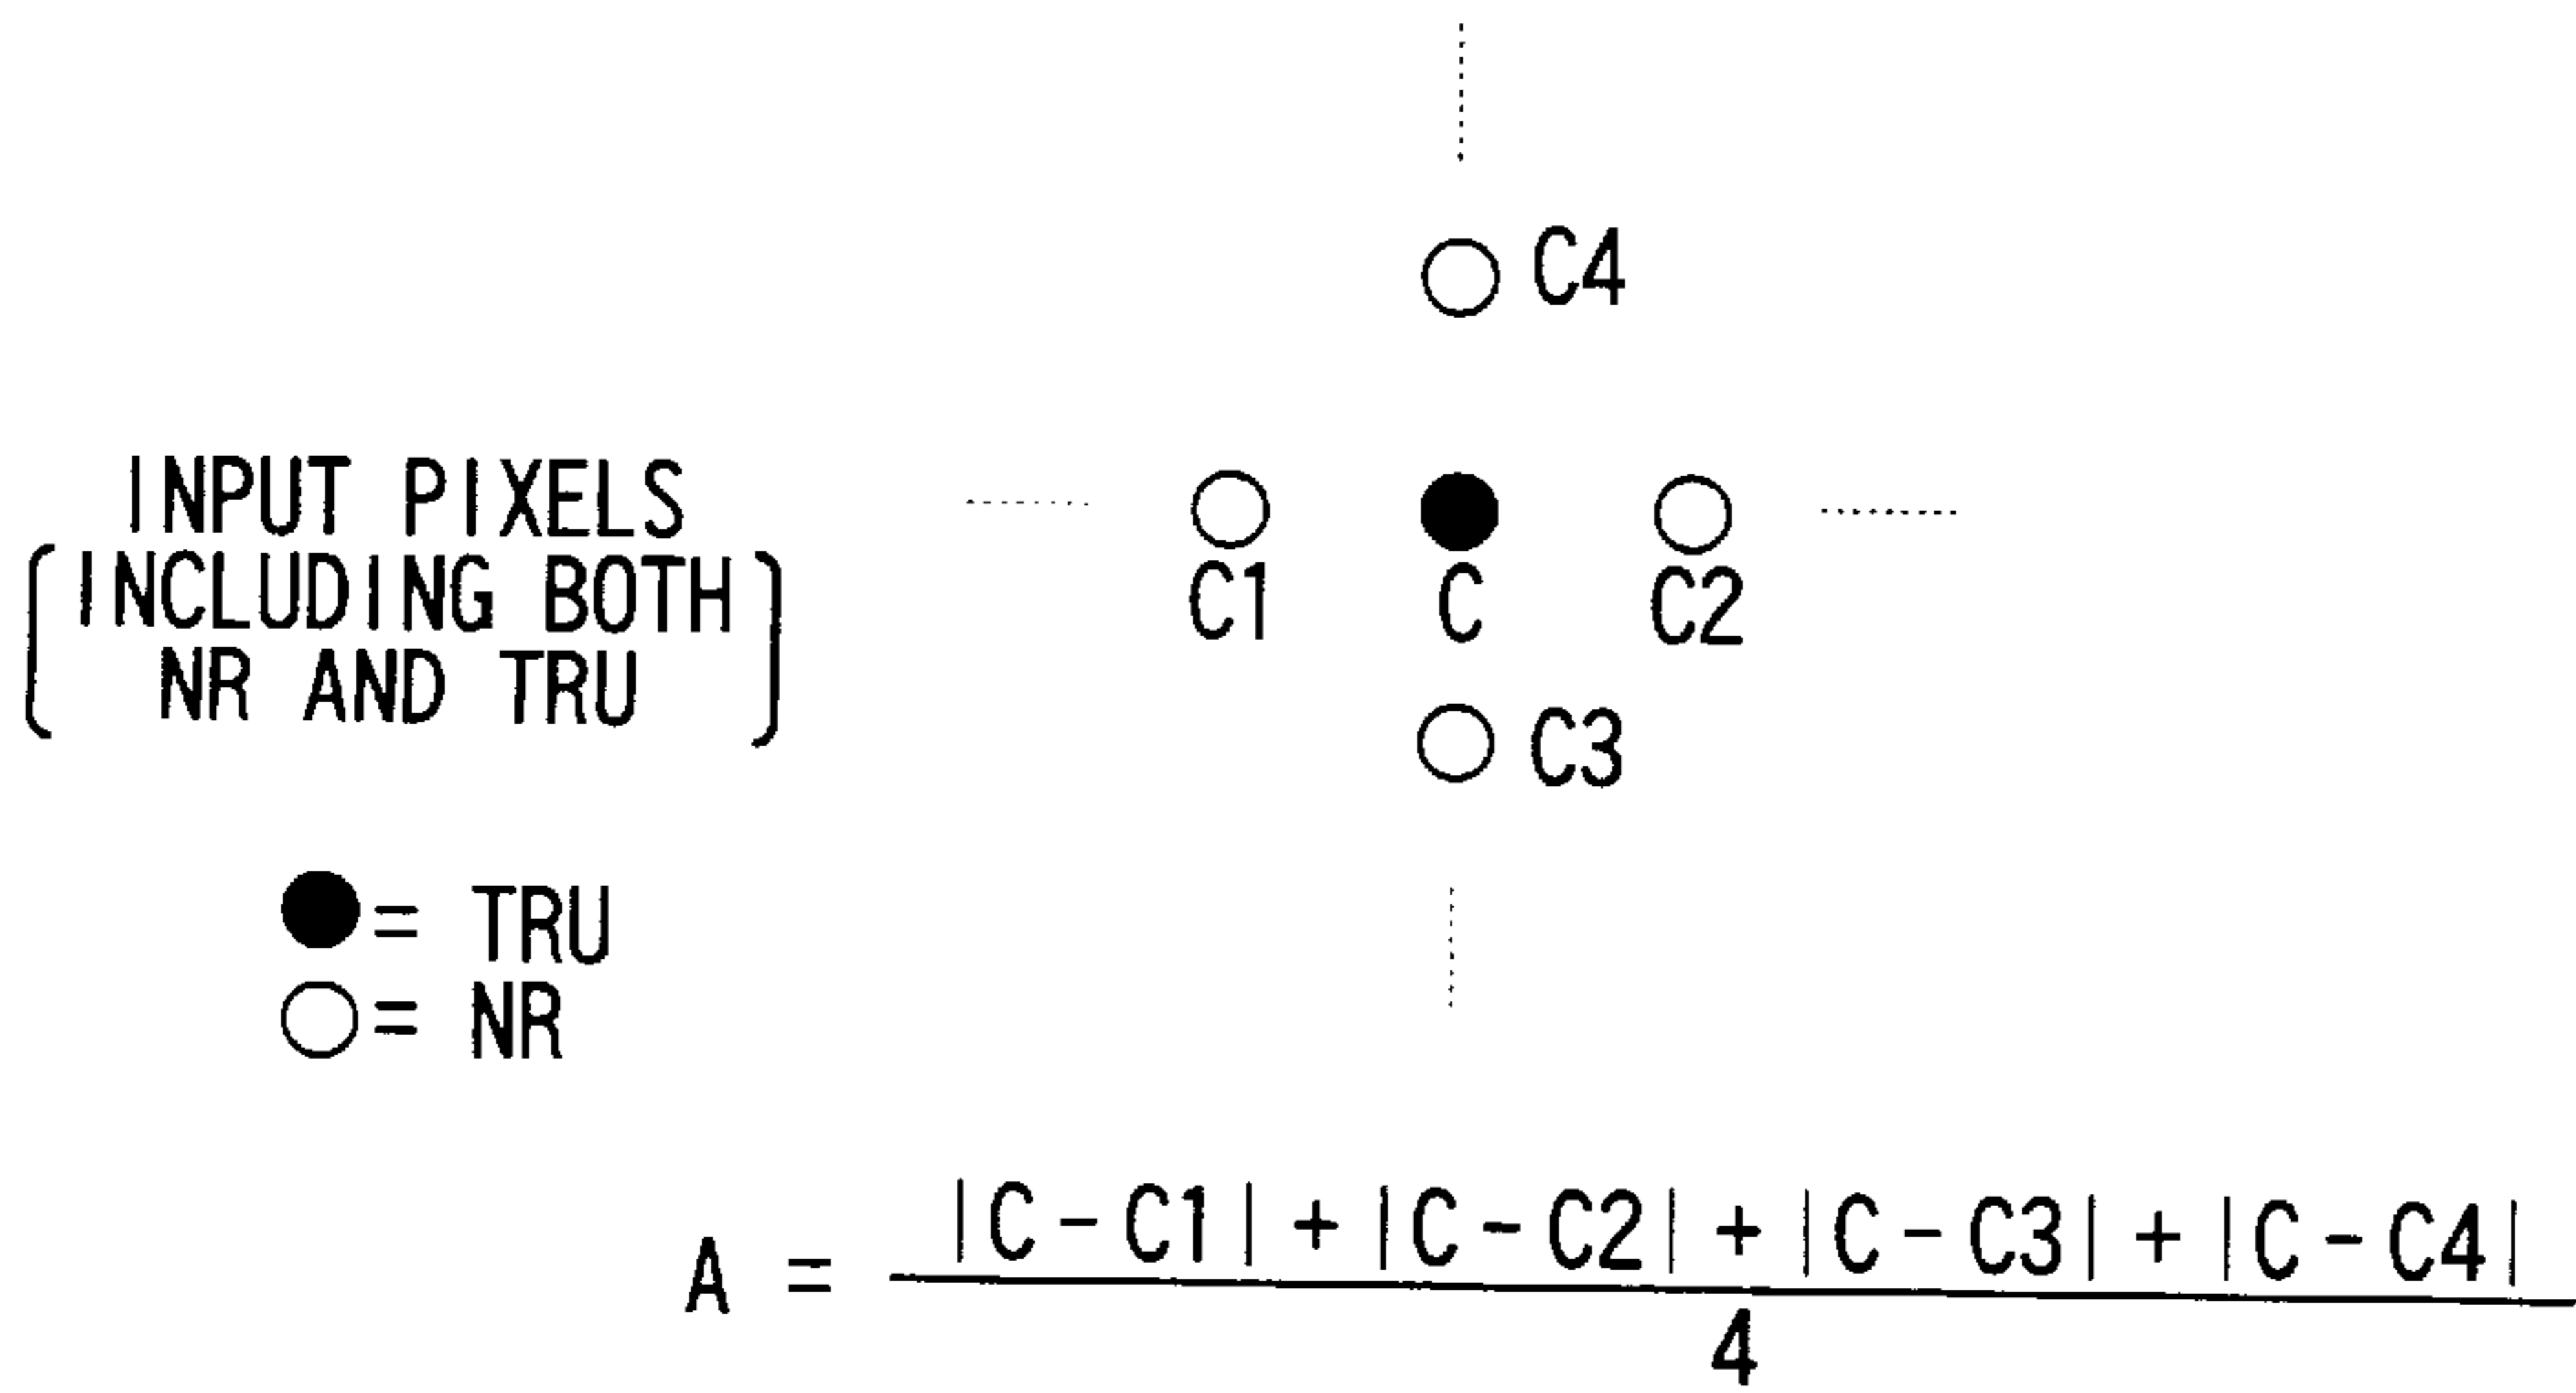 C4
INPUT PIXELS
INCLUDING BOTH
NR AND TRU
C1 C C2
C3
= TRU
= NR
A = |C-C1| + |C-C2| + |C-C3| + |C-C4|
4